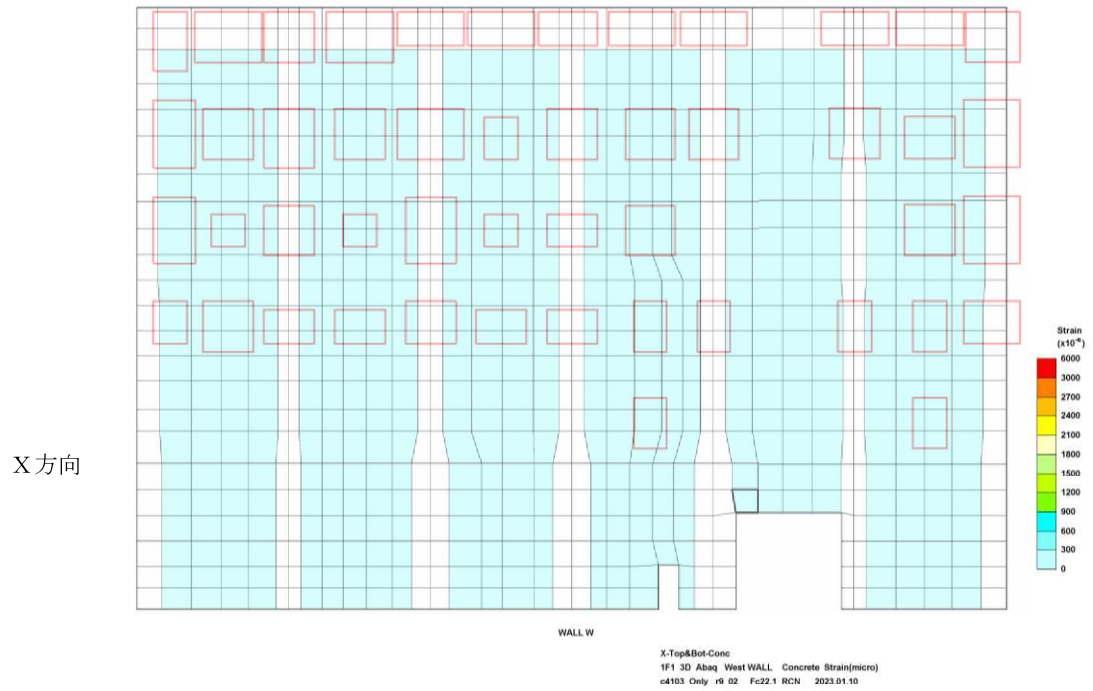 Strain
(x10⁻⁶)
6000
3000
2700
2400
2100
1800
1500
1200
900
600
300
0
X方向
WALL W
X-Top&Bot-Conc
1F1 3D Abaq West WALL Concrete Strain(micro)
c4103 Only r9 02 Fc22.1 RCN 2023.01.10